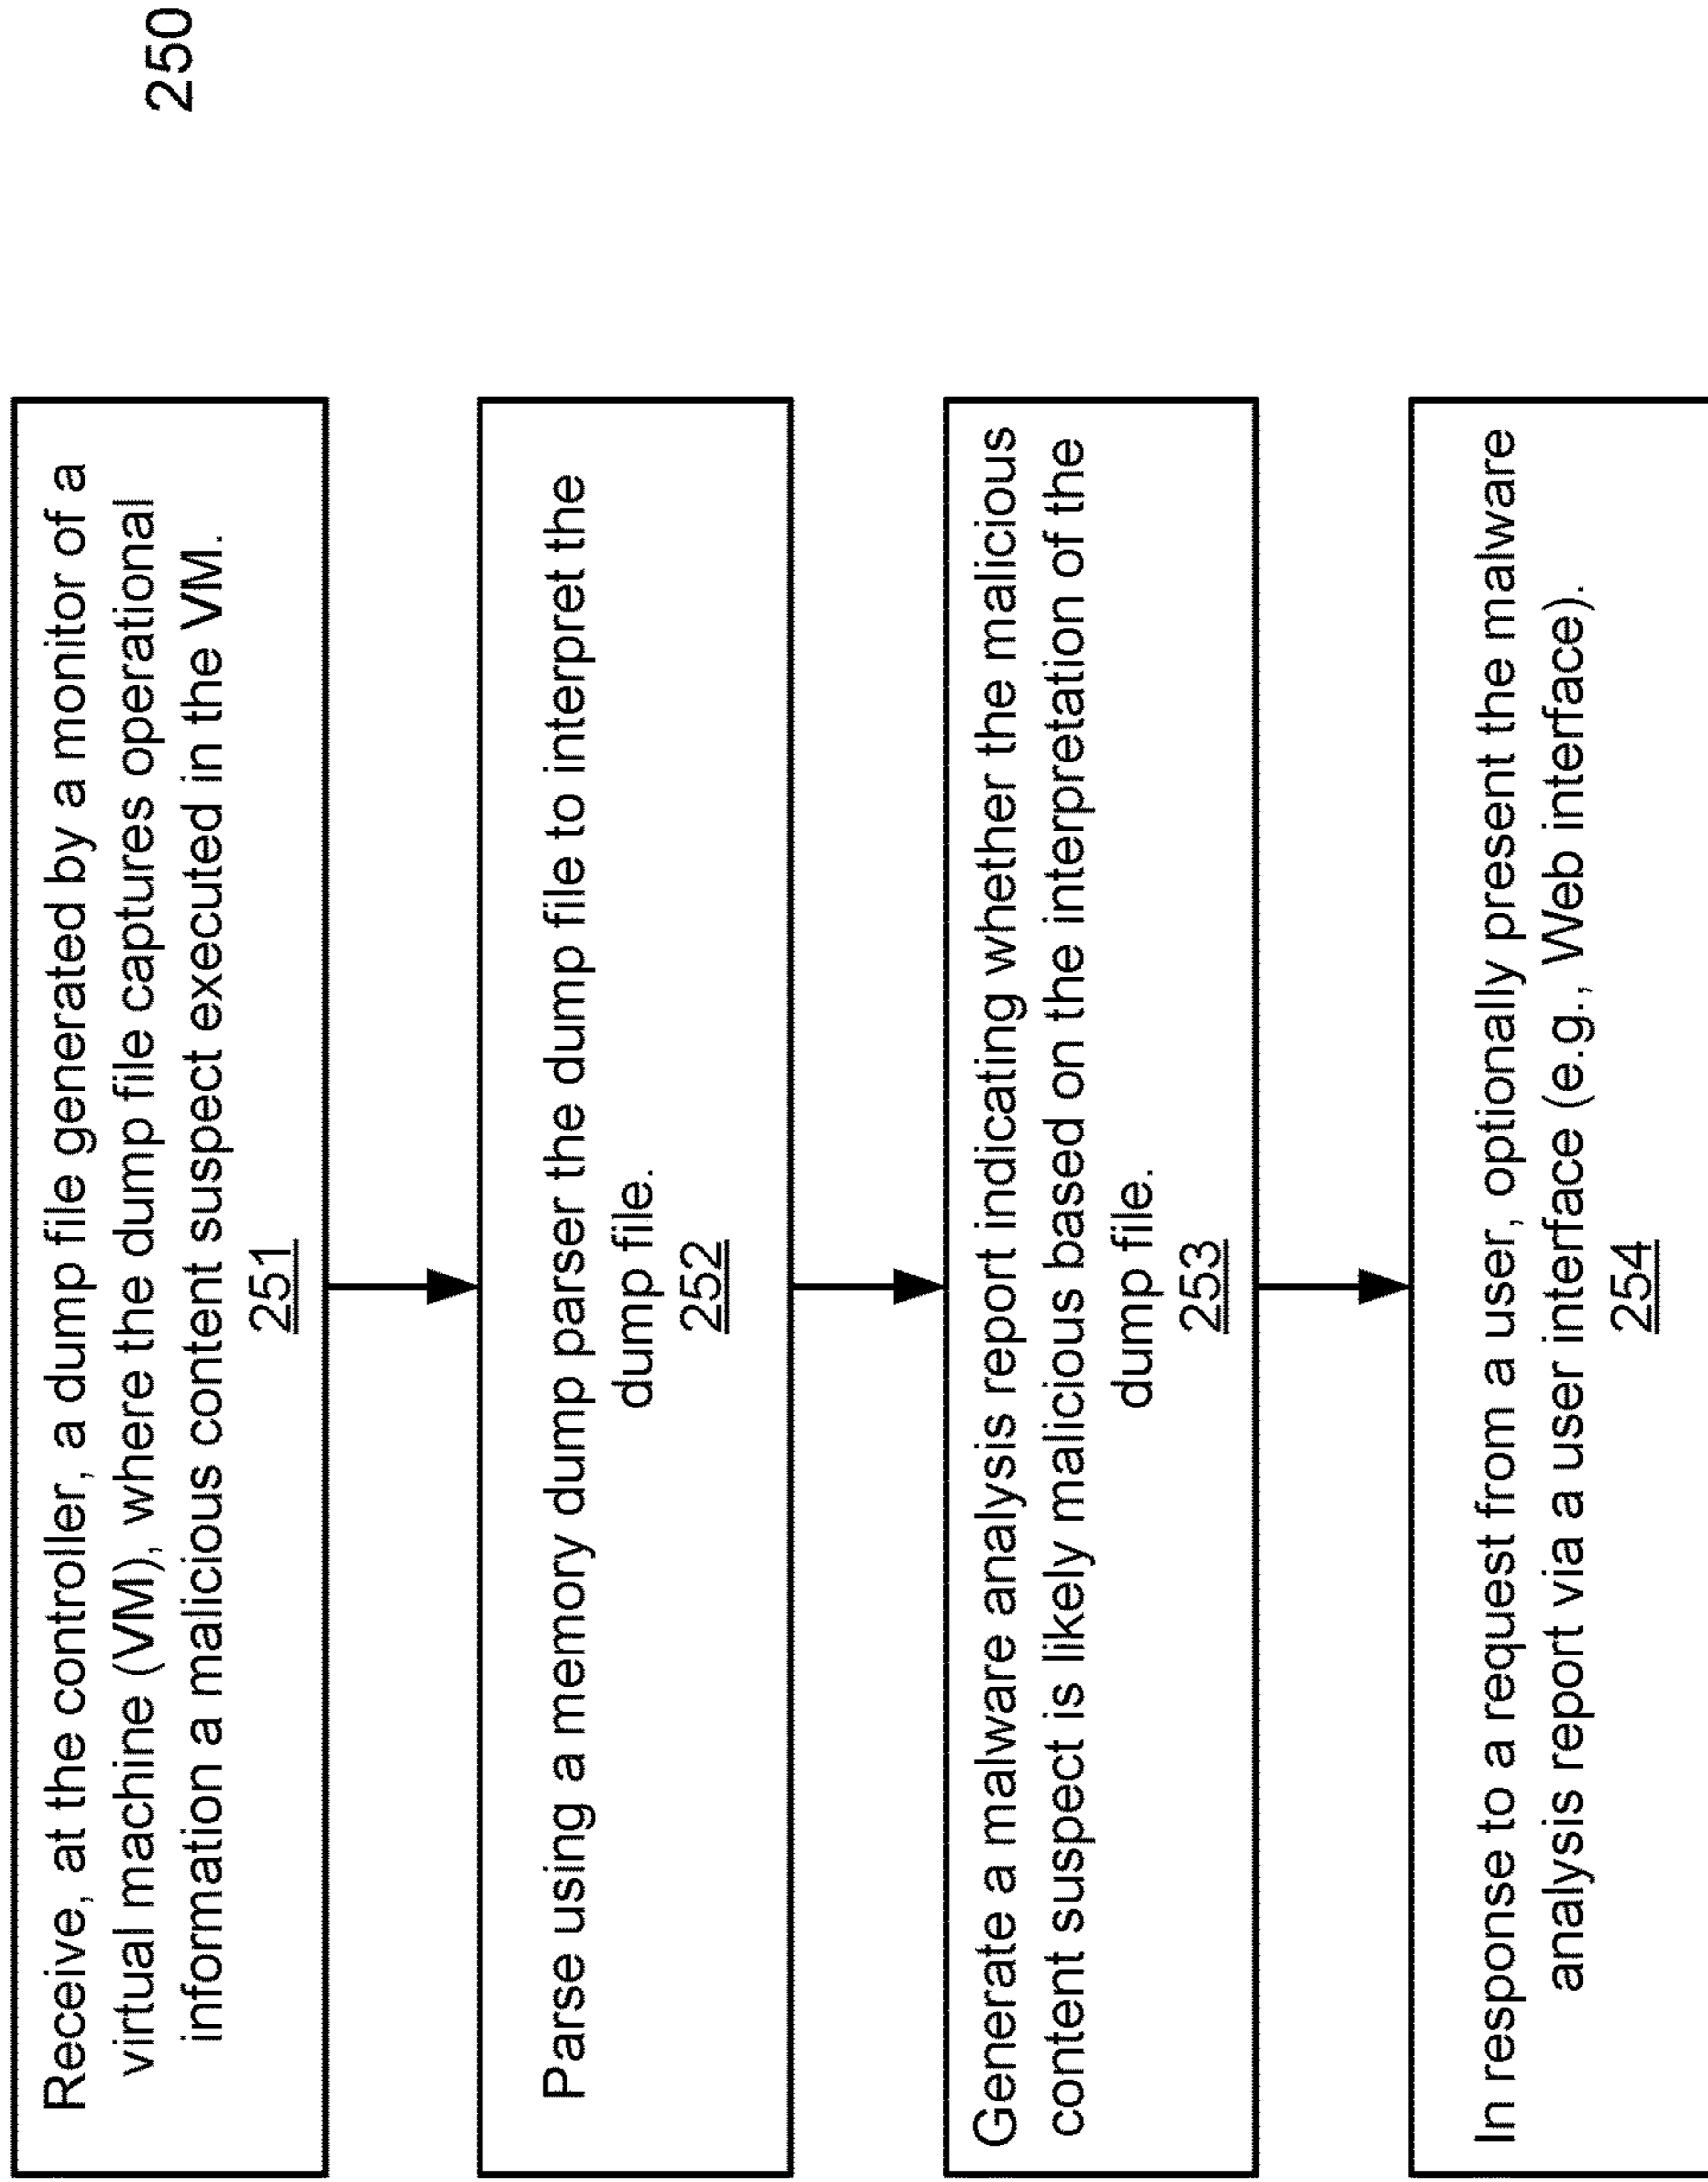 250
Receive, at the controller, a dump file generated by a monitor of a
virtual machine (VM), where the dump file captures operational
information a malicious content suspect executed in the VM.
251
Parse using a memory dump parser the dump file to interpret the
dump file.
252
Generate a malware analysis report indicating whether the malicious
content suspect is likely malicious based on the interpretation of the
dump file.
253
In response to a request from a user, optionally present the malware
analysis report via a user interface (e.g., Web interface).
254